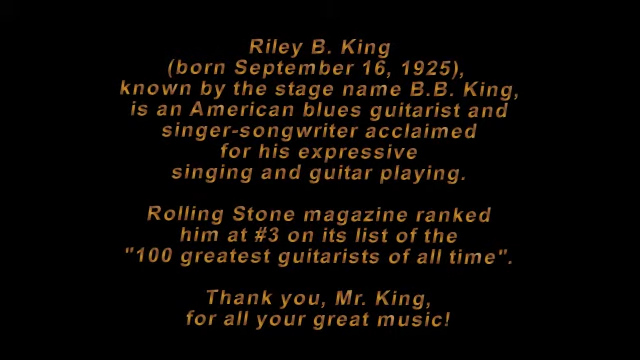 Riley B. King
(born September 16, 1925),
known by the stage name B.B. King,
is an American blues guitarist and
singer-songwriter acclaimed
for his expressive
singing and guitar playing.
Rolling Stone magazine ranked
him at #3 on its list of the
"100 greatest guitarists of all time".
Thank you, Mr. King,
for all your great music!